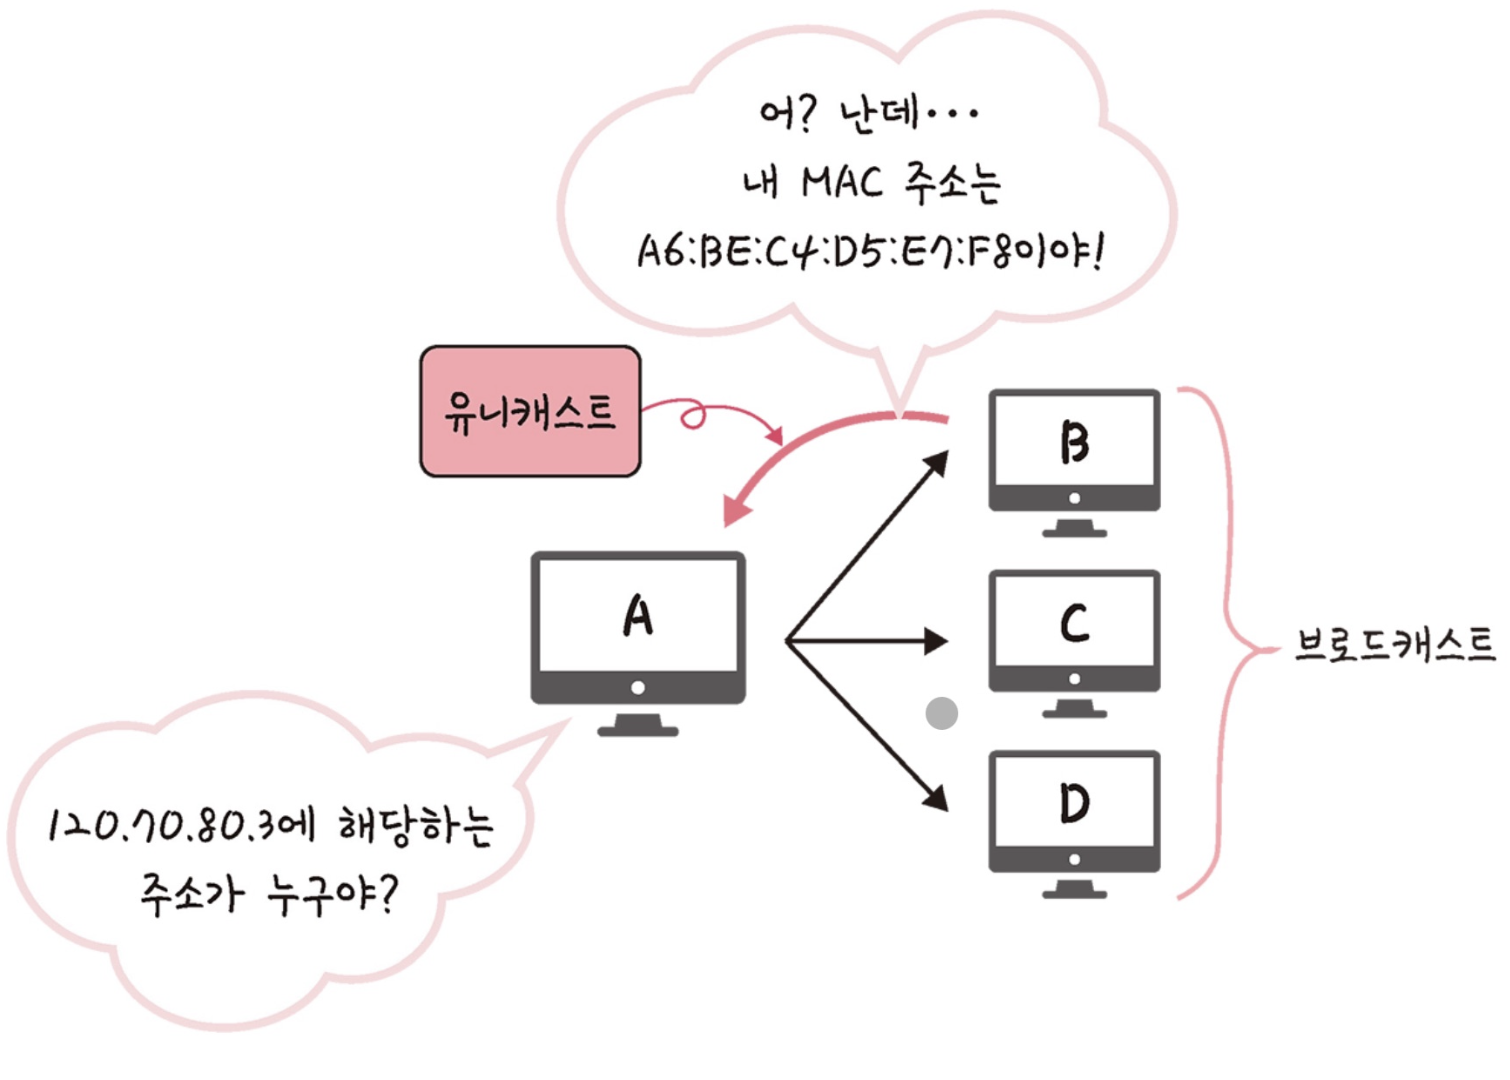 어? 난데···
내 MAC 주소는
A6:BE:C4:D5:E7:F8이야!
유니캐스트
B
A
C
브로드캐스트
D
120.70.80.3에 해당하는
주소가 누구야?